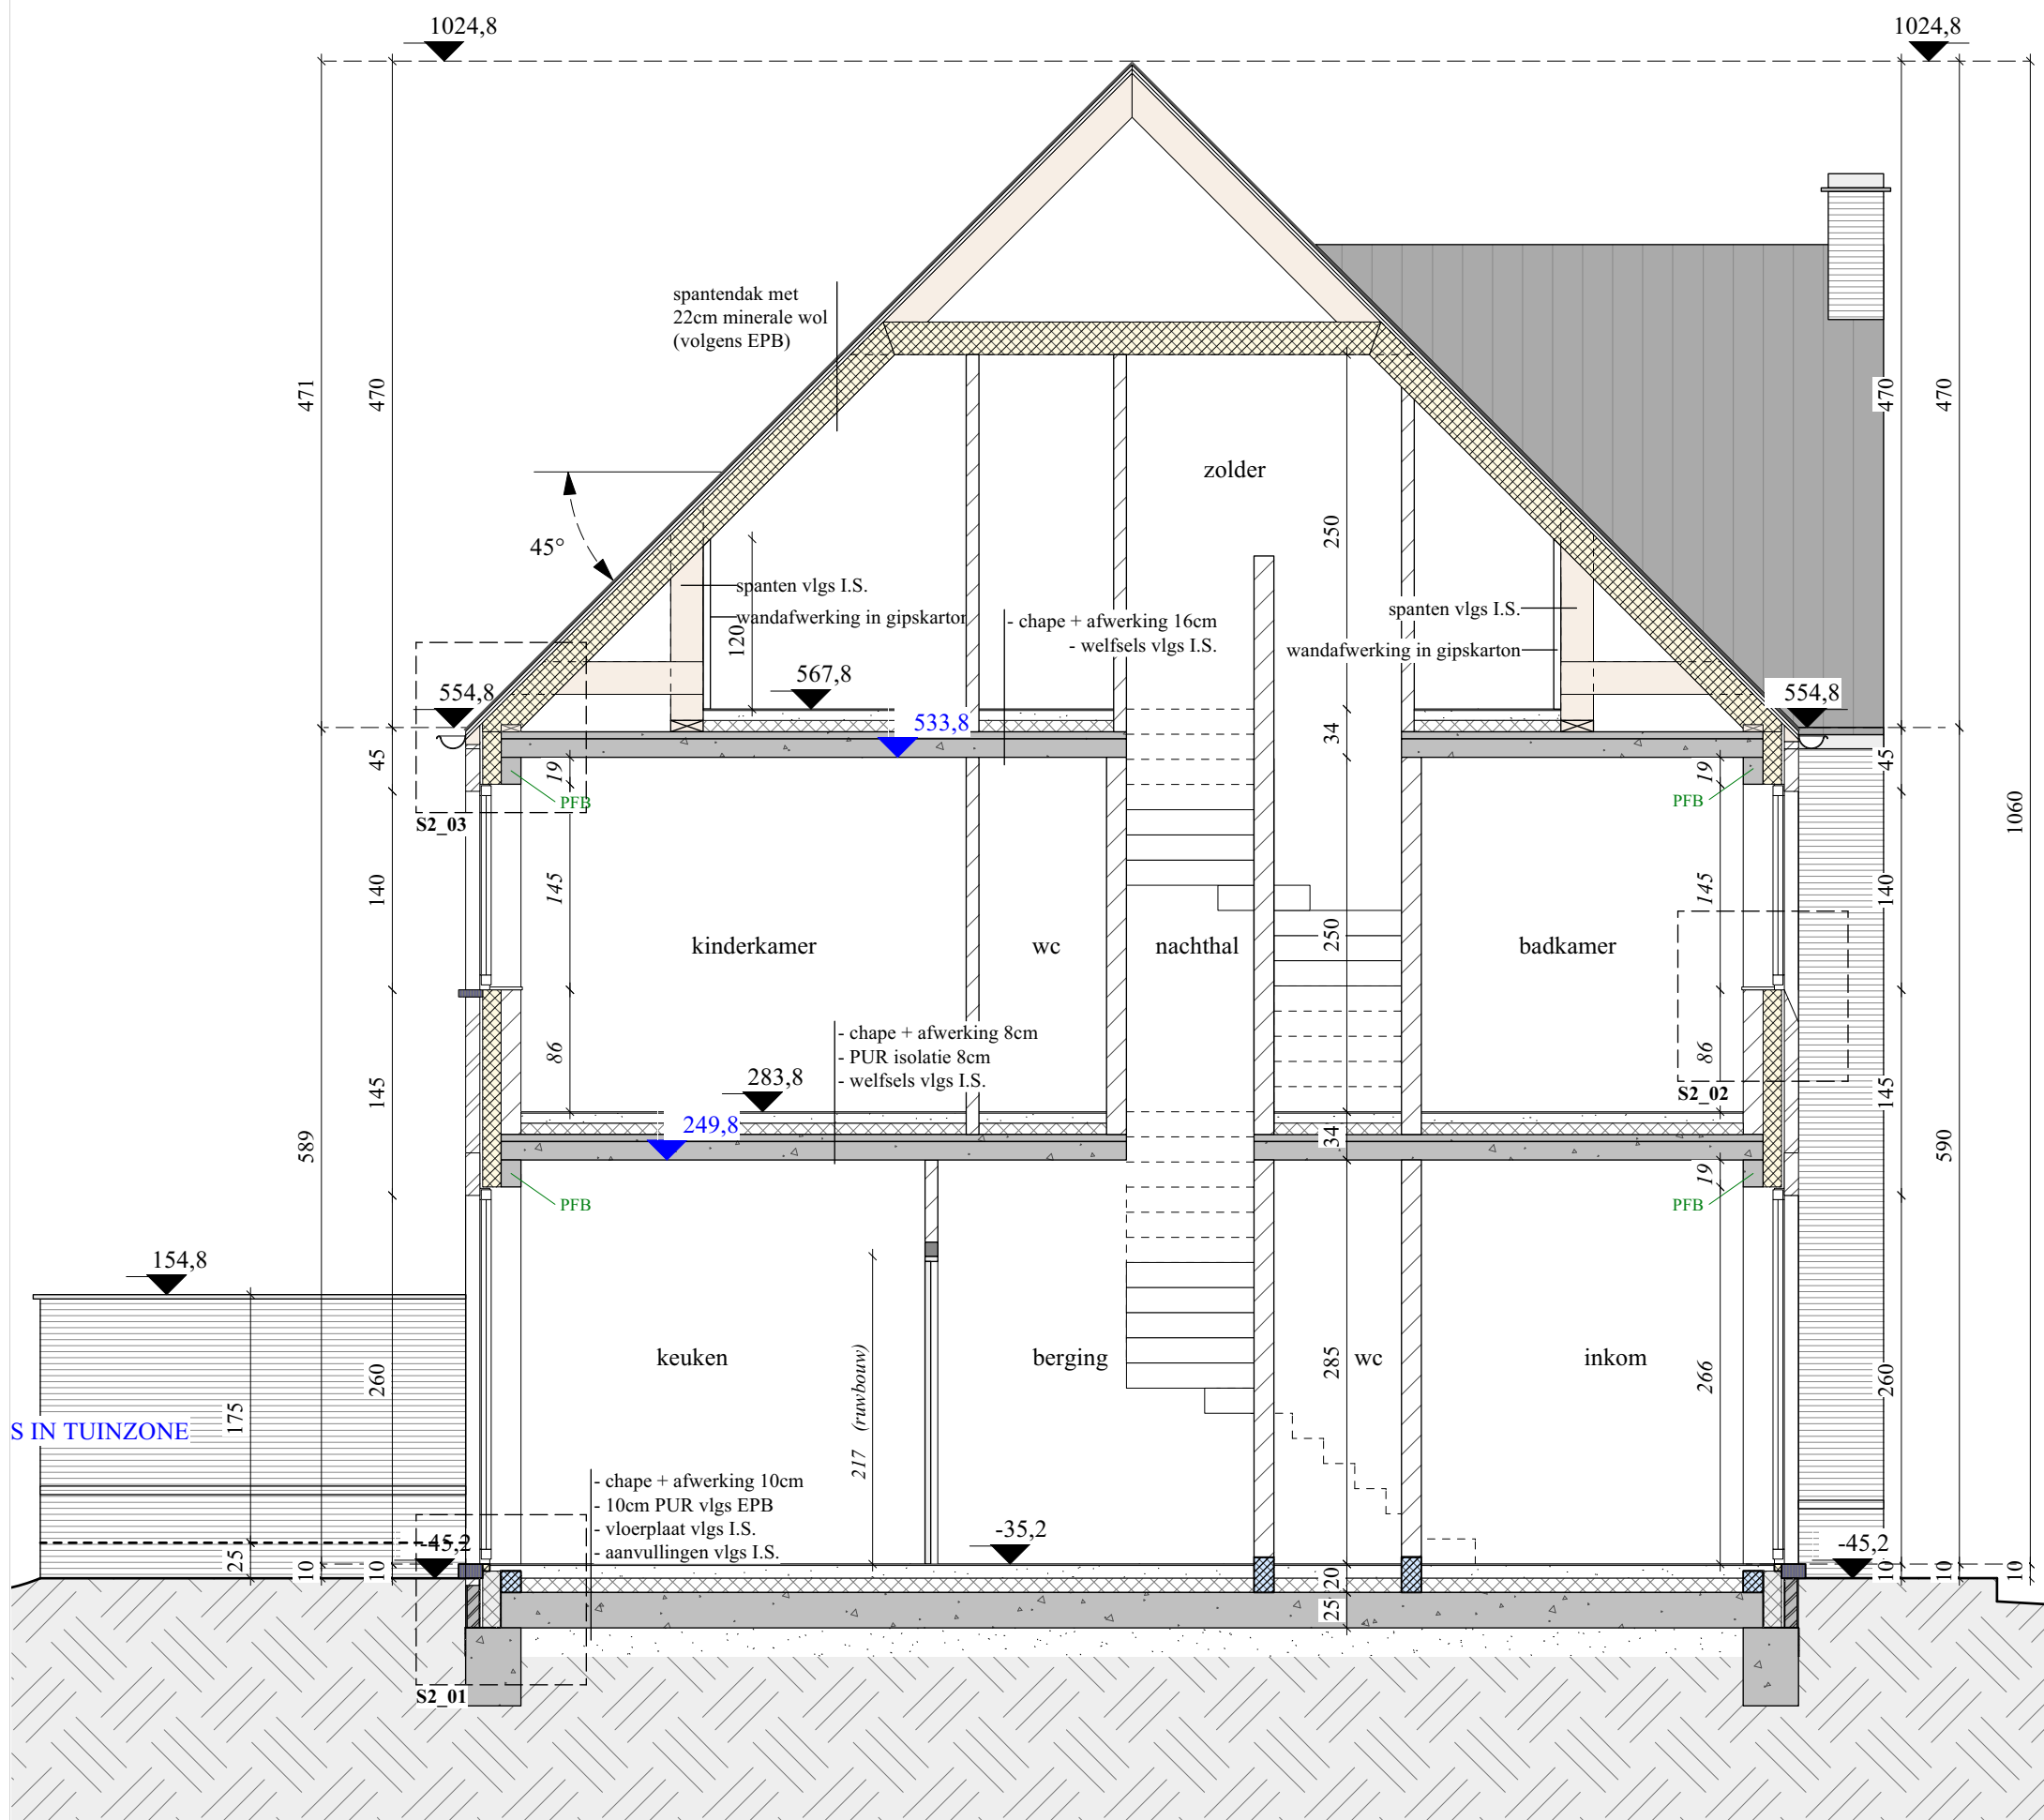 1024,8
1024,8
spantendak met
22cm minerale wol
(volgens EPB)
471
470
470
470
zolder
250
45°
spanten vlgs I.S.
wandafwerking in gipskarton
120
- chape + afwerking 16cm
- welfsels vlgs I.S.
spanten vlgs I.S.
wandafwerking in gipskarton
567,8
554,8
554,8
533,8
34
45
19
19
45
PFB
PFB
S2_03
1060
140
145
250
145
140
kinderkamer
wc
nachthal
badkamer
- chape + afwerking 8cm
- PUR isolatie 8cm
- welfsels vlgs I.S.
86
86
283,8
S2_02
145
145
249,8
34
589
590
19
PFB
PFB
154,8
keuken
berging
285
wc
inkom
260
266
260
175
217 (ruwbouw)
S IN TUINZONE
- chape + afwerking 10cm
- 10cm PUR vlgs EPB
- vloerplaat vlgs I.S.
- aanvullingen vlgs I.S.
-45,2
-35,2
-45,2
25
10
10
20
10
10
10
25
S2_01